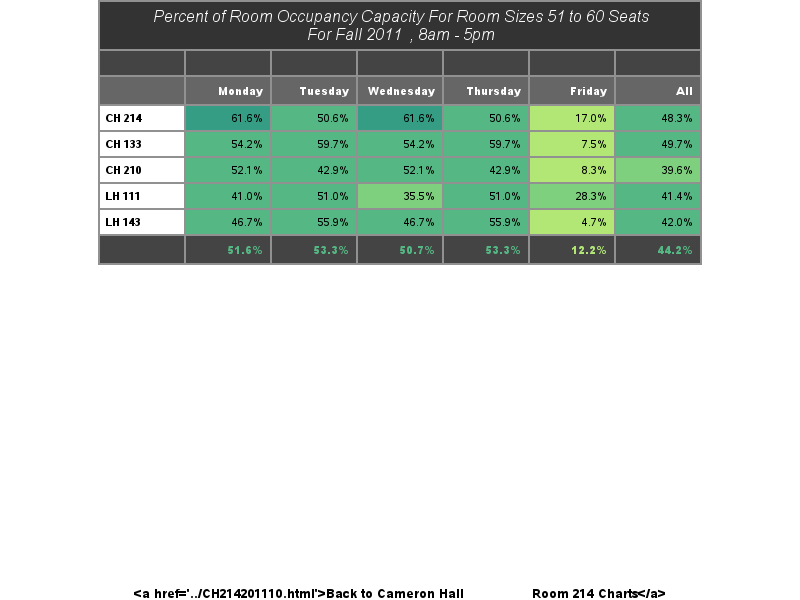 Percent of Room Occupancy Capacity For Room Sizes 51 to 60 Seats
For Fall 2011 , 8am - 5pm
Monday Tuesday Wednesday Thursday Friday All
CH 214 61.6% 50.6% 61.6% 50.6% 17.0% 48.3%
CH 133 54.2% 59.7% 54.2% 59.7% 7.5% 49.7%
CH 210 52.1% 42.9% 52.1% 42.9% 8.3% 39.6%
LH 111 41.0% 51.0% 35.5% 51.0% 28.3% 41.4%
LH 143 46.7% 55.9% 46.7% 55.9% 4.7% 42.0%
51.6% 53.3% 50.7% 53.3% 12.2% 44.2%
<a href='../CH214201110.html'>Back to Cameron Hall Room 214 Charts</a>